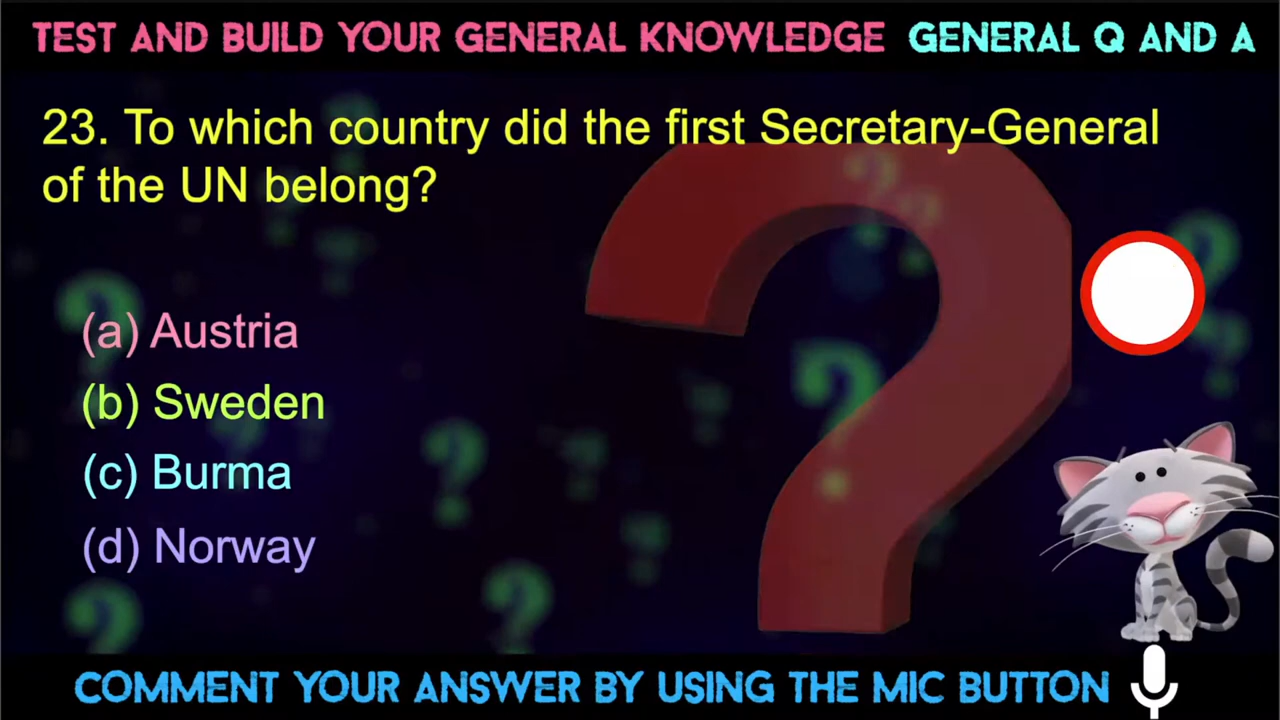 TEST AND BUILD YOUR GENERAL KNOWLEDGE GENERAL Q AND A
23. To which country did the first Secretary-General
of the UN belong?
(a) Austria
(b) Sweden
(c) Burma
(d) Norway
COMMENT YOUR ANSWER BY USING THE MIC BUTTON